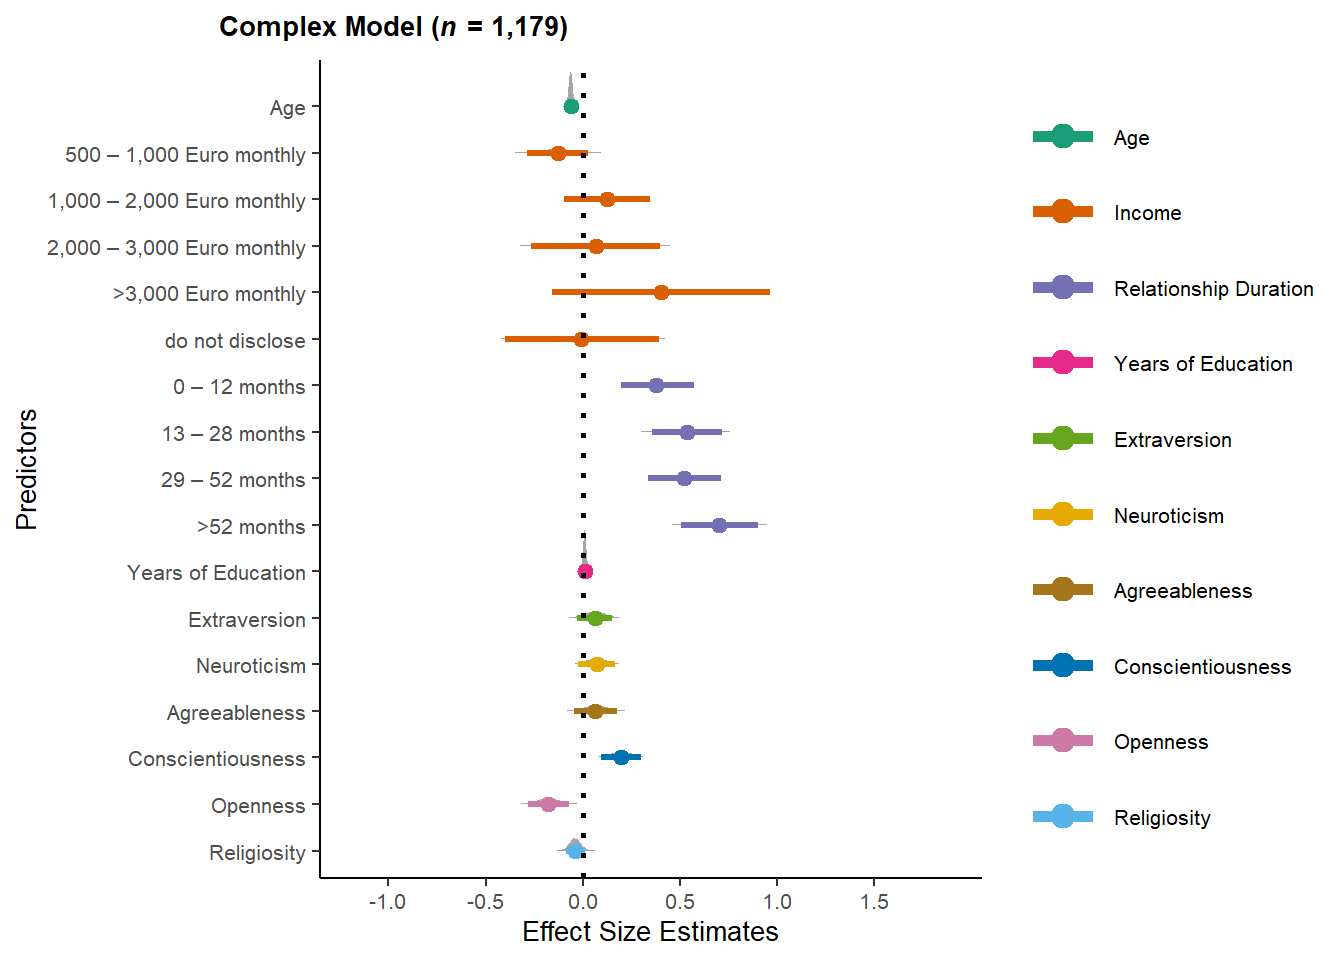 Complex Model (n = 1,179)
Predictors
Age
500 – 1,000 Euro monthly
1,000 – 2,000 Euro monthly
2,000 – 3,000 Euro monthly
>3,000 Euro monthly
do not disclose
0 – 12 months
13 – 28 months
29 – 52 months
>52 months
Years of Education
Extraversion
Neuroticism
Agreeableness
Conscientiousness
Openness
Religiosity
-1.0 -0.5 0.0 0.5 1.0 1.5
Effect Size Estimates
Age
Income
Relationship Duration
Years of Education
Extraversion
Neuroticism
Agreeableness
Conscientiousness
Openness
Religiosity